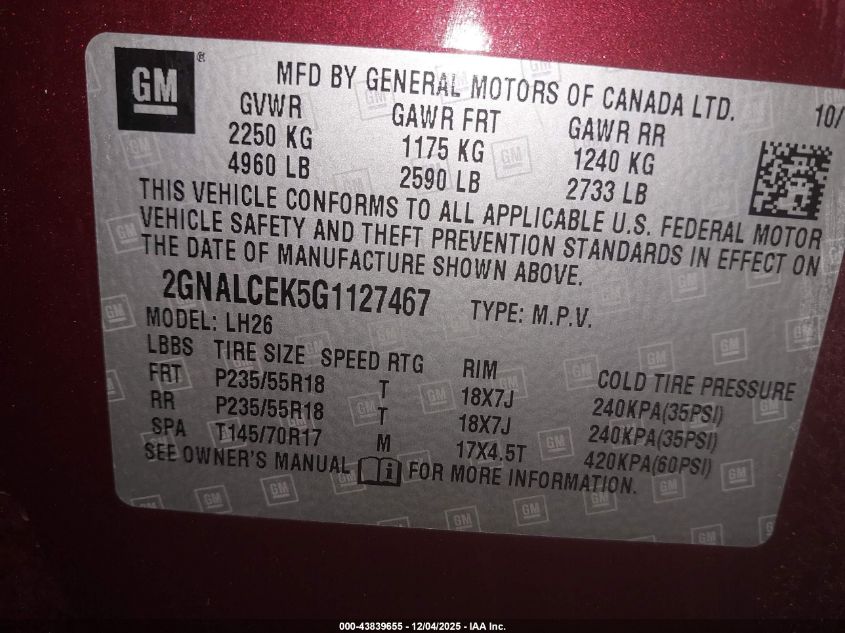 GM ®
MFD BY GENERAL MOTORS OF CANADA LTD.
10/
GVWR GAWR FRT GAWR RR
2250 KG 1175 KG 1240 KG
4960 LB 2590 LB 2733 LB
THIS VEHICLE CONFORMS TO ALL APPLICABLE U.S. FEDERAL MOTOR
VEHICLE SAFETY AND THEFT PREVENTION STANDARDS IN EFFECT ON
THE DATE OF MANUFACTURE SHOWN ABOVE.
2GNALCEK5G1127467 TYPE: M.P.V.
MODEL: LH26
LBBS TIRE SIZE SPEED RTG RIM COLD TIRE PRESSURE
FRT P235/55R18 T 18X7J 240KPA(35PSI)
RR P235/55R18 T 18X7J 240KPA(35PSI)
SPA T145/70R17 M 17X4.5T 420KPA(60PSI)
SEE OWNER'S MANUAL i FOR MORE INFORMATION.
000-43839655 - 12/04/2025 - IAA Inc.